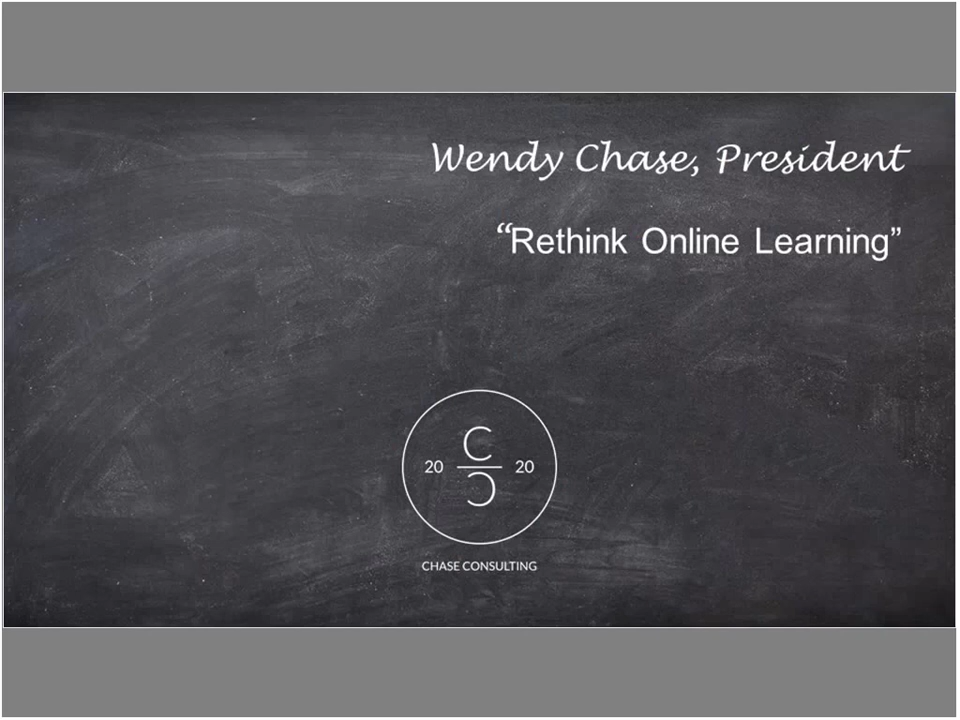 Wendy Chase, President
“Rethink Online Learning”
C
20 20
C
CHASE CONSULTING